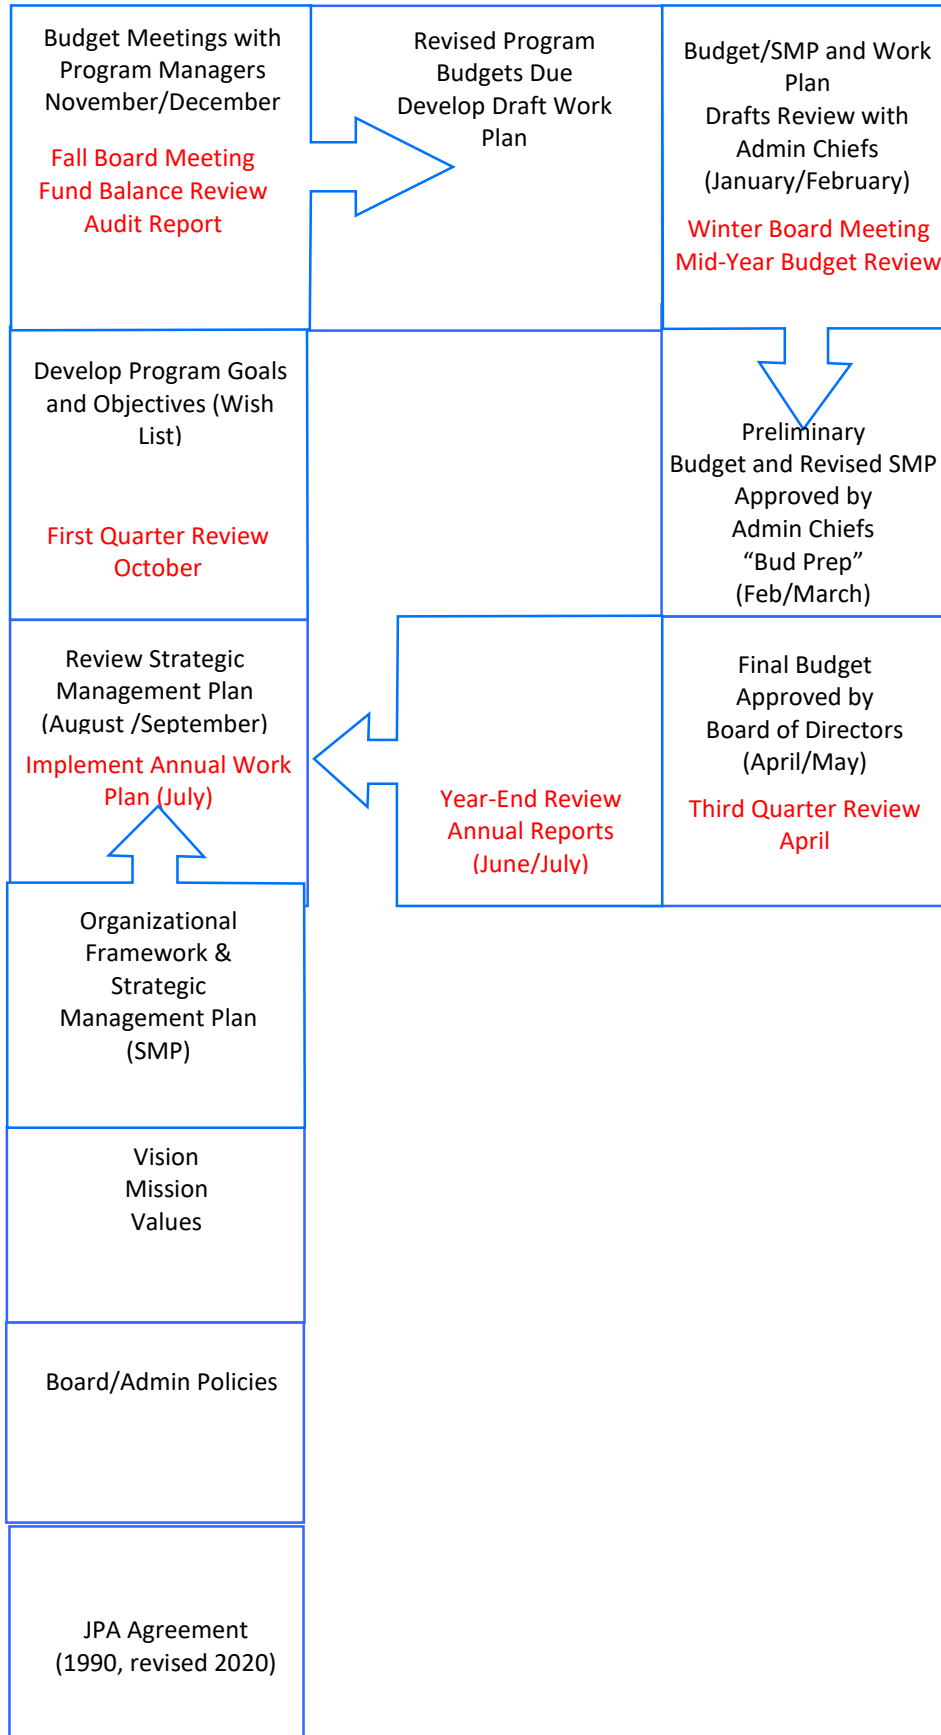 Budget Meetings with
Program Managers
November/December
Fall Board Meeting
Fund Balance Review
Audit Report
Revised Program
Budgets Due
Develop Draft Work
Plan
Budget/SMP and Work
Plan
Drafts Review with
Admin Chiefs
(January/February)
Winter Board Meeting
Mid-Year Budget Review
Develop Program Goals
and Objectives (Wish
List)
First Quarter Review
October
Preliminary
Budget and Revised SMP
Approved by
Admin Chiefs
“Bud Prep”
(Feb/March)
Review Strategic
Management Plan
(August /September)
Implement Annual Work
Plan (July)
Year-End Review
Annual Reports
(June/July)
Final Budget
Approved by
Board of Directors
(April/May)
Third Quarter Review
April
Organizational
Framework &
Strategic
Management Plan
(SMP)
Vision
Mission
Values
Board/Admin Policies
JPA Agreement
(1990, revised 2020)